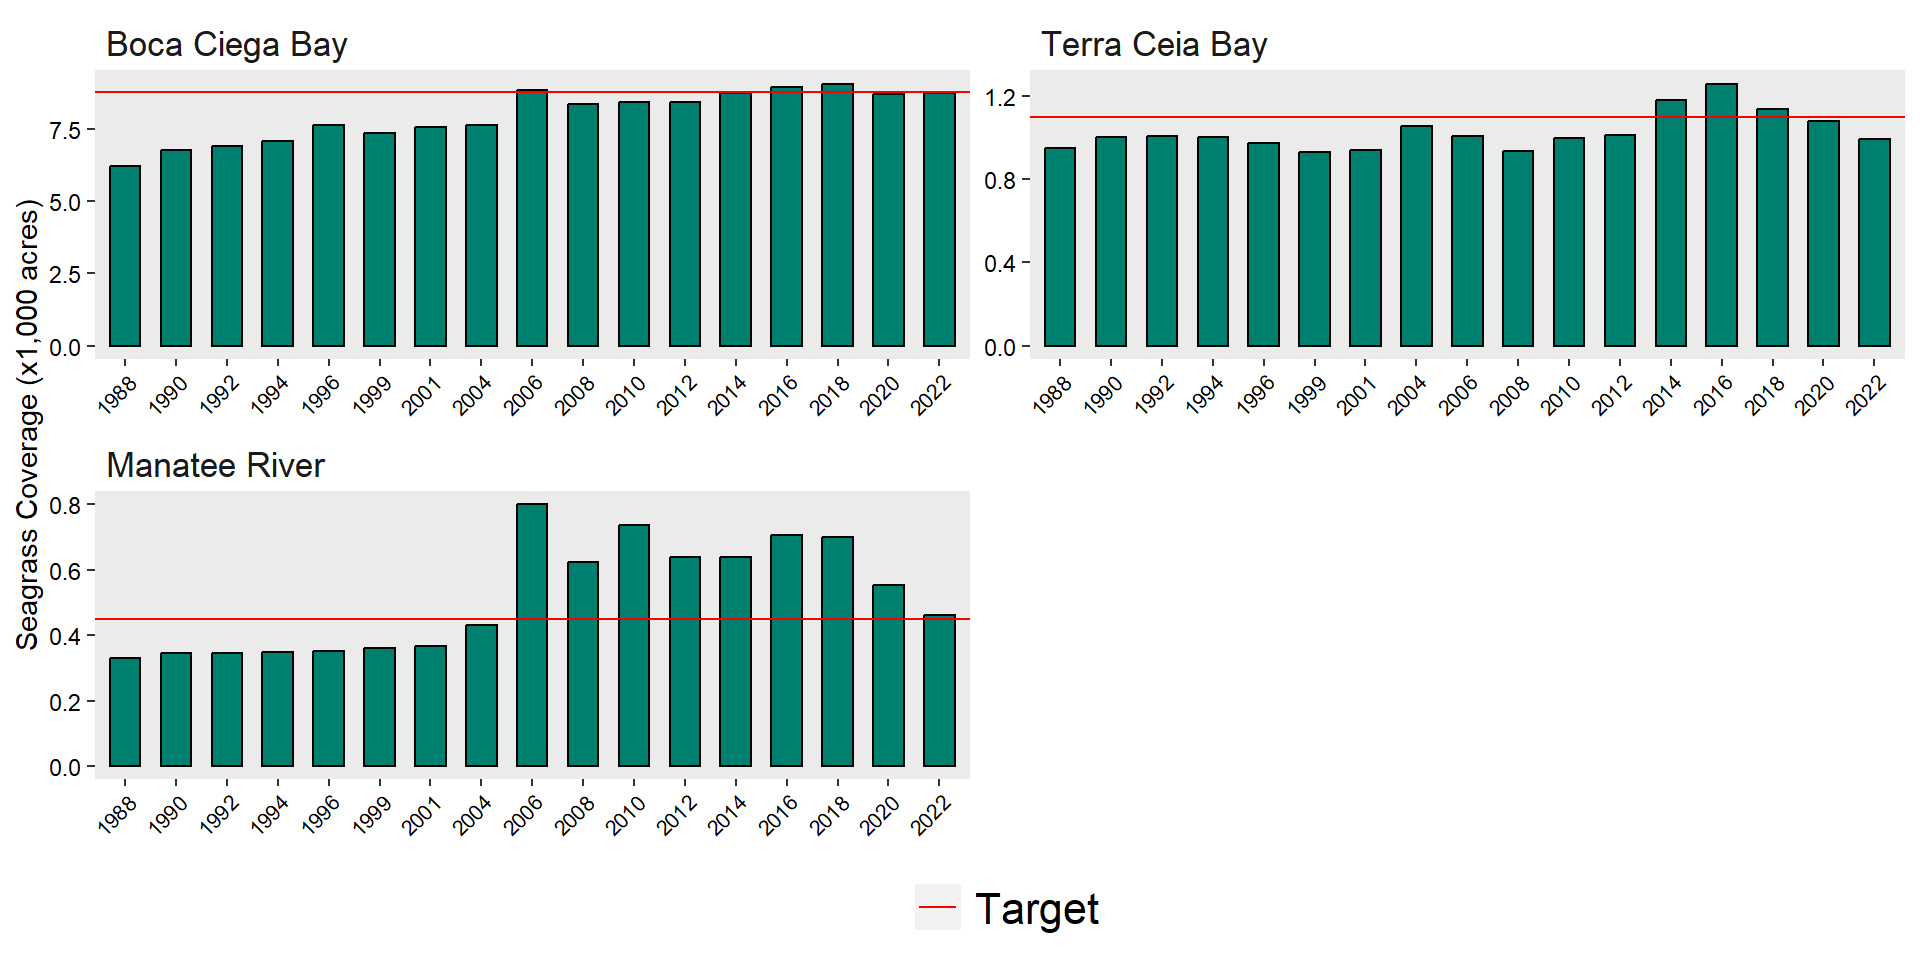 Boca Ciega Bay
7.5
5.0
2.5
0.0
1988 1990 1992 1994 1996 1999 2001 2004 2006 2008 2010 2012 2014 2016 2018 2020 2022
Terra Ceia Bay
1.2
0.8
0.4
0.0
1988 1990 1992 1994 1996 1999 2001 2004 2006 2008 2010 2012 2014 2016 2018 2020 2022
Seagrass Coverage (x1,000 acres)
Manatee River
0.8
0.6
0.4
0.2
0.0
1988 1990 1992 1994 1996 1999 2001 2004 2006 2008 2010 2012 2014 2016 2018 2020 2022
Target